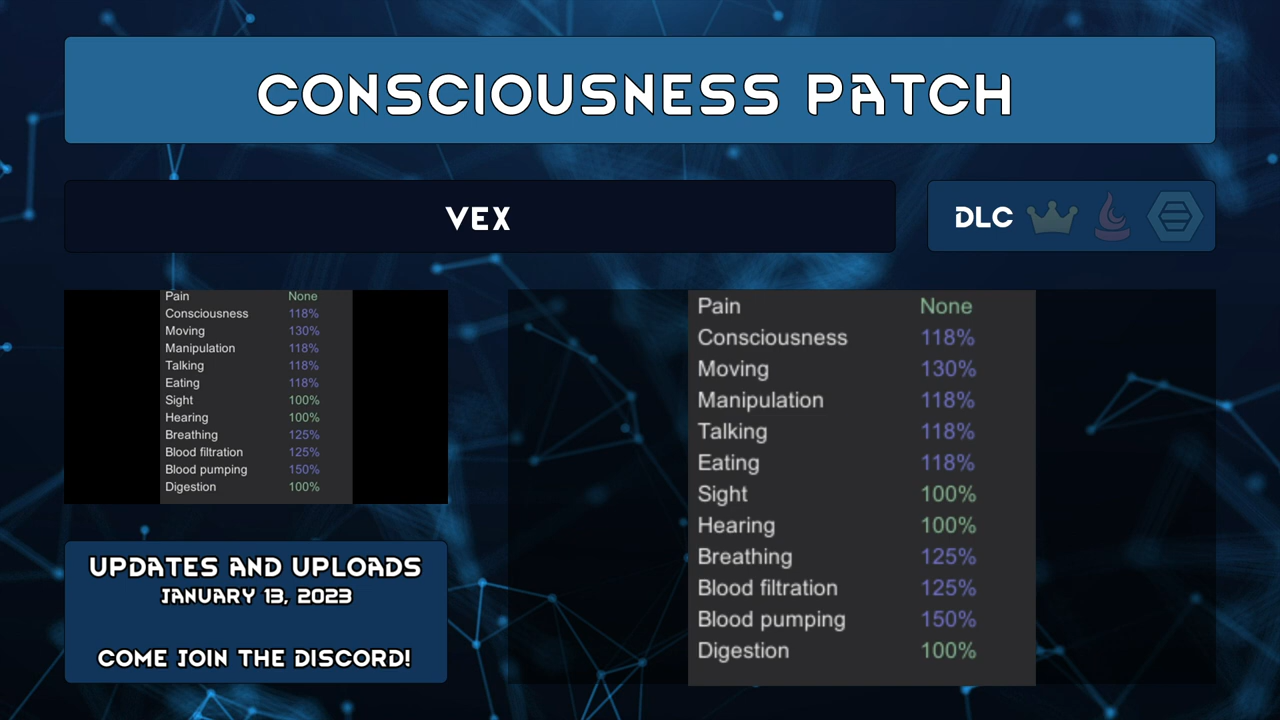 CONSCIOUSNESS PATCH
VEX
DLC
Pain None
Consciousness 118%
Moving 130%
Manipulation 118%
Talking 118%
Eating 118%
Sight 100%
Hearing 100%
Breathing 125%
Blood filtration 125%
Blood pumping 150%
Digestion 100%
UPDATES AND UPLOADS
JANUARY 13, 2023
COME JOIN THE DISCORD!
Pain None
Consciousness 118%
Moving 130%
Manipulation 118%
Talking 118%
Eating 118%
Sight 100%
Hearing 100%
Breathing 125%
Blood filtration 125%
Blood pumping 150%
Digestion 100%